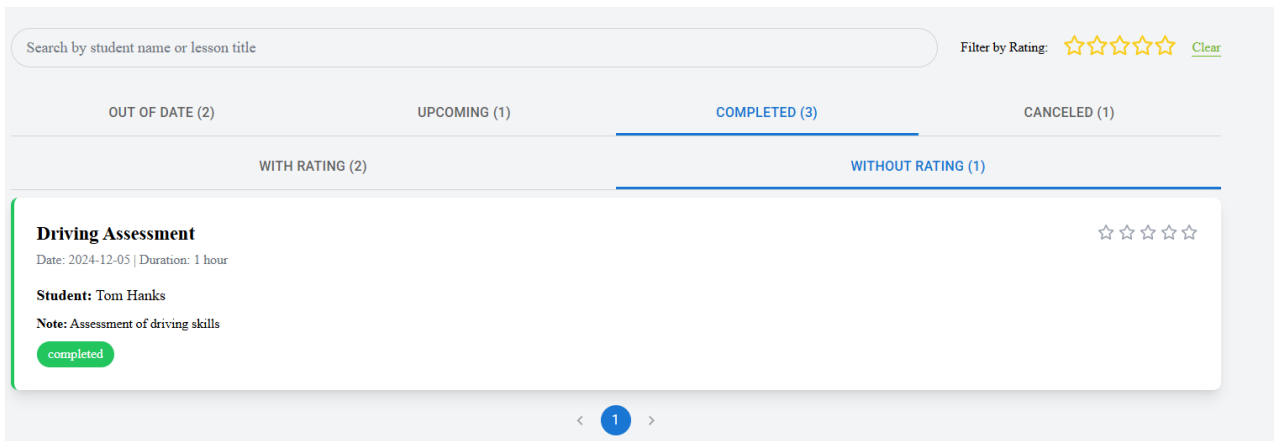 Search by student name or lesson title
Filter by Rating:
Clear
OUT OF DATE (2)
UPCOMING (1)
COMPLETED (3)
CANCELED (1)
WITH RATING (2)
WITHOUT RATING (1)
Driving Assessment
Date: 2024-12-05 | Duration: 1 hour
Student: Tom Hanks
Note: Assessment of driving skills
completed
1